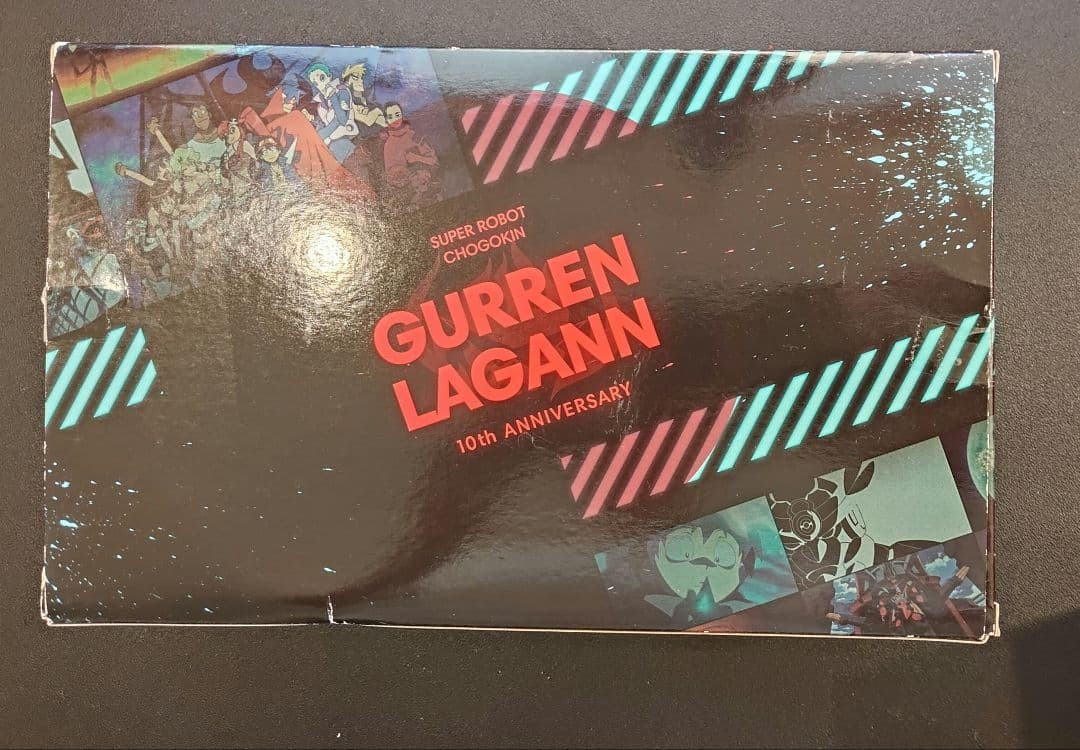 SUPER ROBOT
CHOGOKIN
GURREN
LAGANN
10th ANNIVERSARY